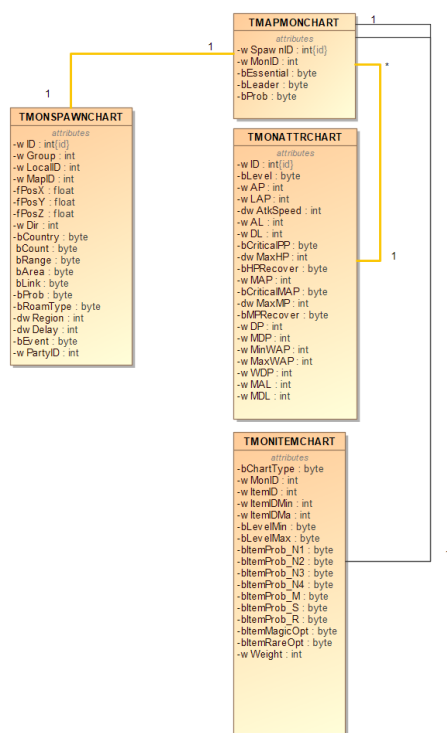 TMAPMONCHART
attributes
-w SpawnID : int{id}
-w MonID : int
-bEssential : byte
-bLeader : byte
-bProb : byte
1
1
*
1
1
TMONSPAWNCHART
attributes
-w ID : int{id}
-w Group : int
-w LocalID : int
-w MapID : int
-fPosX : float
-fPosY : float
-fPosZ : float
-w Dir : int
-bCountry : byte
bCount : byte
bRange : byte
-bArea : byte
-bLink : byte
-bProb : byte
-bRoamType : byte
-dw Region : int
-dw Delay : int
-bEvent : byte
-w PartyID : int
TMONATTRCHART
attributes
-w ID : int{id}
-bLevel : byte
-w AP : int
-w LAP : int
-dw AtkSpeed : int
-w AL : int
-w DL : int
-bCriticalPP : byte
-dw MaxHP : int
-bHPRecover : byte
-w MAP : int
-bCriticalMAP : byte
-dw MaxMP : int
-bMPRecover : byte
-w DP : int
-w MDP : int
-w MinWAP : int
-w MaxWAP : int
-w WDP : int
-w MAL : int
-w MDL : int
TMONITEMCHART
attributes
-bChartType : byte
-w MonID : int
-w ItemID : int
-w ItemIDMin : int
-w ItemIDMa : int
-bLevelMin : byte
-bLevelMax : byte
-bItemProb_N1 : byte
-bItemProb_N2 : byte
-bItemProb_N3 : byte
-bItemProb_N4 : byte
-bItemProb_M : byte
-bItemProb_S : byte
-bItemProb_R : byte
-bItemMagicOpt : byte
-bItemRareOpt : byte
-w Weight : int